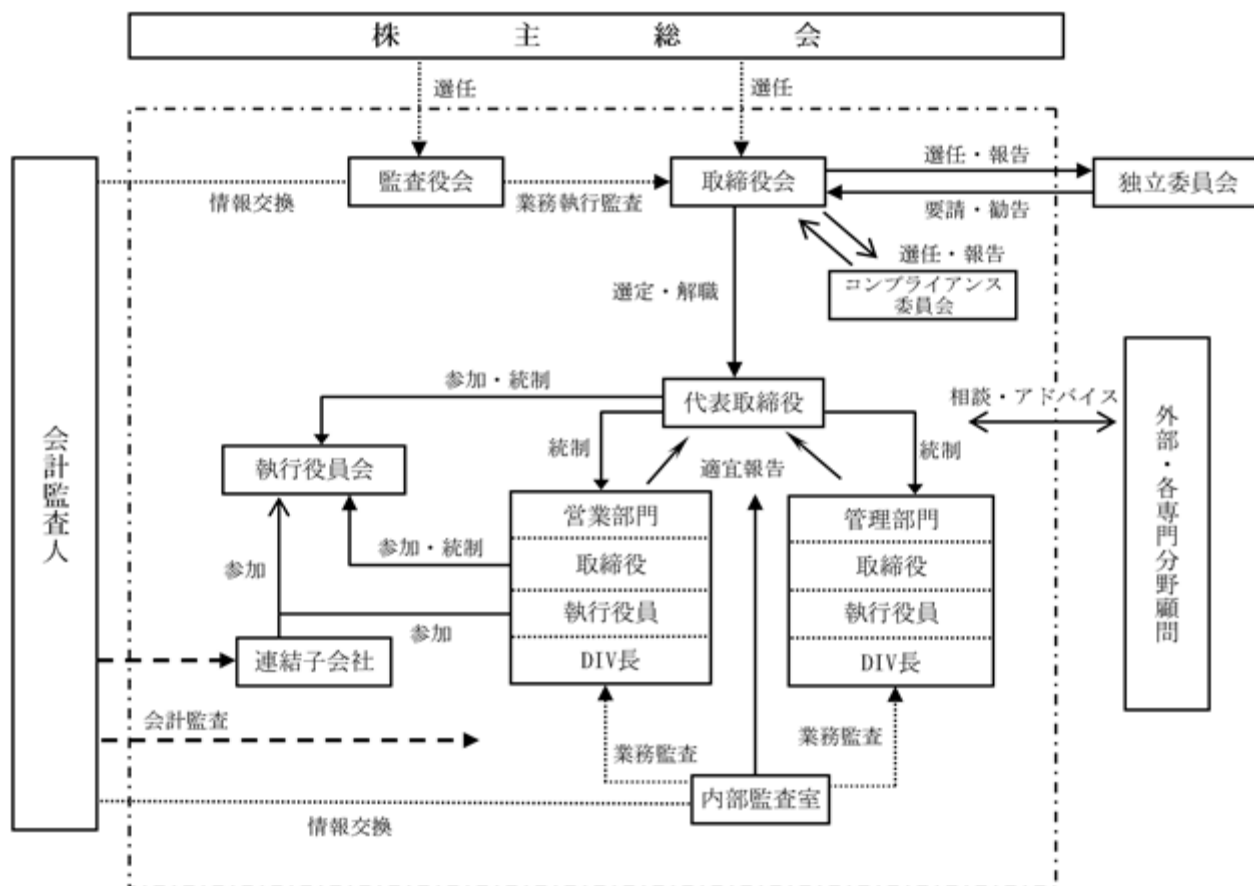 株主総会
選任
選任
監査役会
取締役会
選任・報告
独立委員会
情報交換
業務執行監査
要請・勧告
選任・報告
コンプライアンス
委員会
選定・解職
参加・統制
代表取締役
相談・アドバイス
会計監査人
外部・各専門分野顧問
執行役員会
統制
適宜報告
統制
営業部門
取締役
執行役員
DIV長
管理部門
取締役
執行役員
DIV長
参加・統制
参加
参加
連結子会社
会計監査
業務監査
業務監査
内部監査室
情報交換